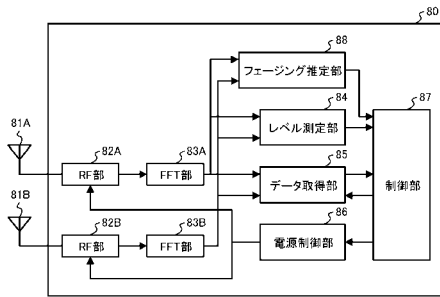 80
88
フェージング推定部
84
レベル測定部
87
制御部
81A
82A
RF部
83A
FFT部
85
データ取得部
81B
82B
RF部
83B
FFT部
86
電源制御部